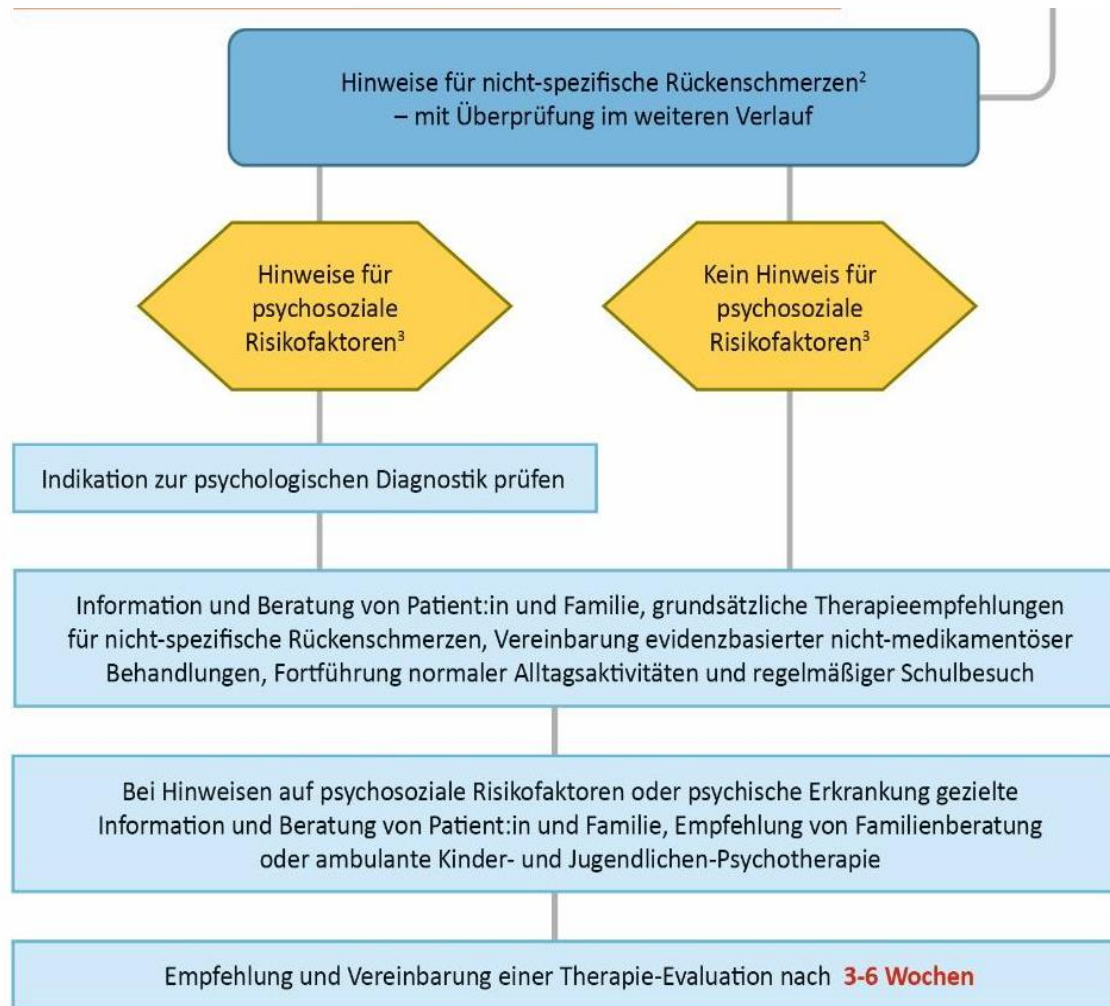 Hinweise für nicht-spezifische Rückenschmerzen²
– mit Überprüfung im weiteren Verlauf
Hinweise für
psychosoziale
Risikofaktoren³
Kein Hinweis für
psychosoziale
Risikofaktoren³
Indikation zur psychologischen Diagnostik prüfen
Information und Beratung von Patient:in und Familie, grundsätzliche Therapieempfehlungen
für nicht-spezifische Rückenschmerzen, Vereinbarung evidenzbasierter nicht-medikamentöser
Behandlungen, Fortführung normaler Alltagsaktivitäten und regelmäßiger Schulbesuch
Bei Hinweisen auf psychosoziale Risikofaktoren oder psychische Erkrankung gezielte
Information und Beratung von Patient:in und Familie, Empfehlung von Familienberatung
oder ambulante Kinder- und Jugendlichen-Psychotherapie
Empfehlung und Vereinbarung einer Therapie-Evaluation nach 3-6 Wochen